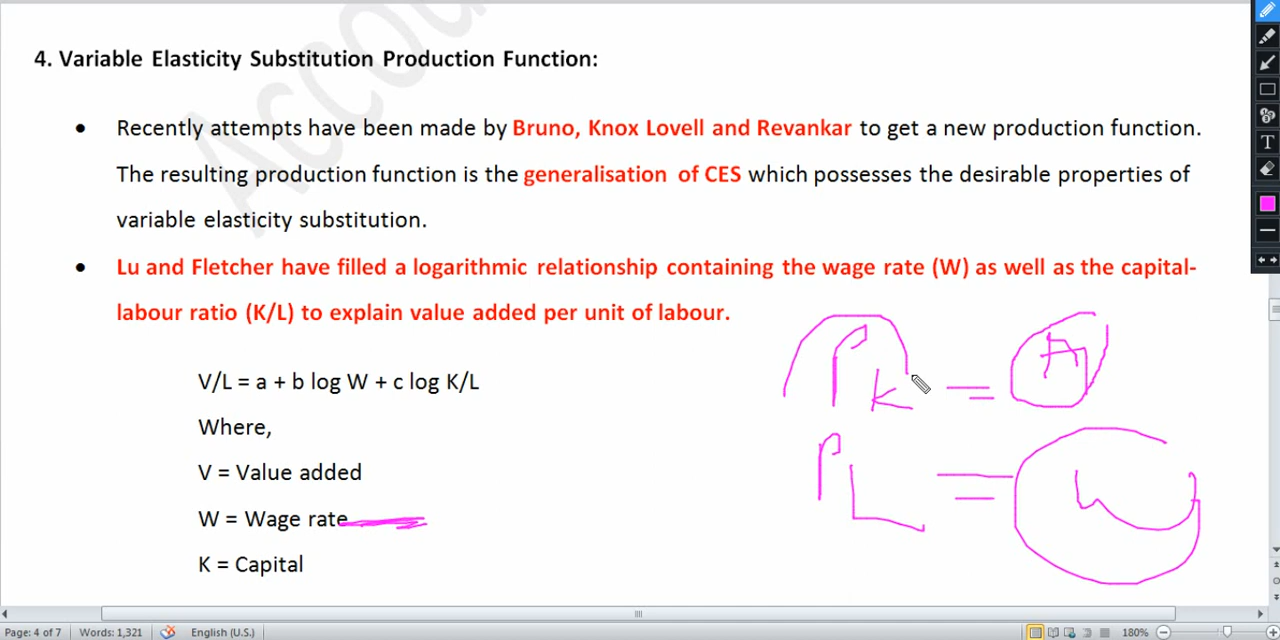 4. Variable Elasticity Substitution Production Function:
• Recently attempts have been made by Bruno, Knox Lovell and Revankar to get a new production function.
The resulting production function is the generalisation of CES which possesses the desirable properties of
variable elasticity substitution.
• Lu and Fletcher have filled a logarithmic relationship containing the wage rate (W) as well as the capital-
labour ratio (K/L) to explain value added per unit of labour.
V/L = a + b log W + c log K/L
Where,
V = Value added
W = Wage rate
K = Capital
PK =
PL = W
Page: 4 of 7 Words: 1,321 English (U.S.) 180%